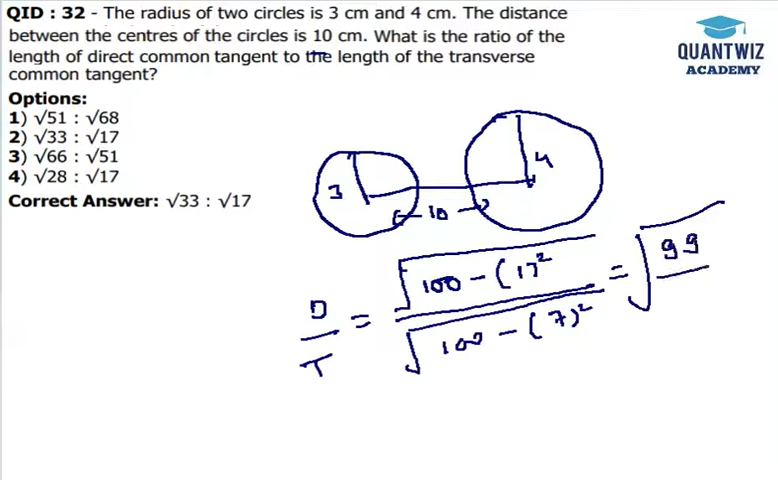 QID : 32 - The radius of two circles is 3 cm and 4 cm. The distance
between the centres of the circles is 10 cm. What is the ratio of the
length of direct common tangent to the length of the transverse
common tangent?
Options:
1) √51 : √68
2) √33 : √17
3) √66 : √51
4) √28 : √17
Correct Answer: √33 : √17
QUANTWIZ
ACADEMY
3
4
10
D/T = √100 - (1)² / √100 - (7)² = √99